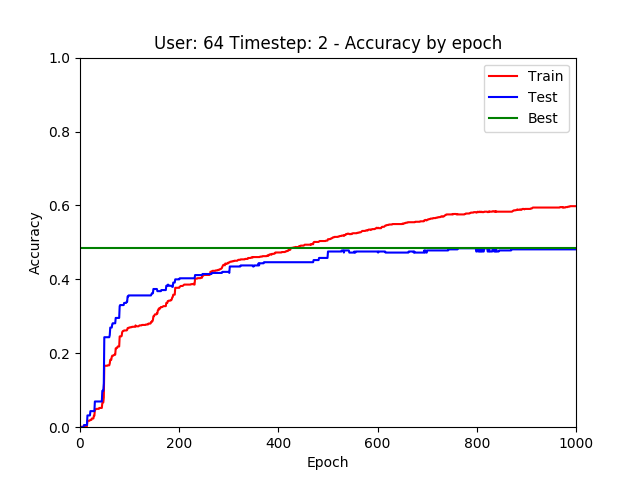 User: 64 Timestep: 2 - Accuracy by epoch
1.0
0.8
0.6
0.4
0.2
0.0
Accuracy
Train
Test
Best
0 200 400 600 800 1000
Epoch